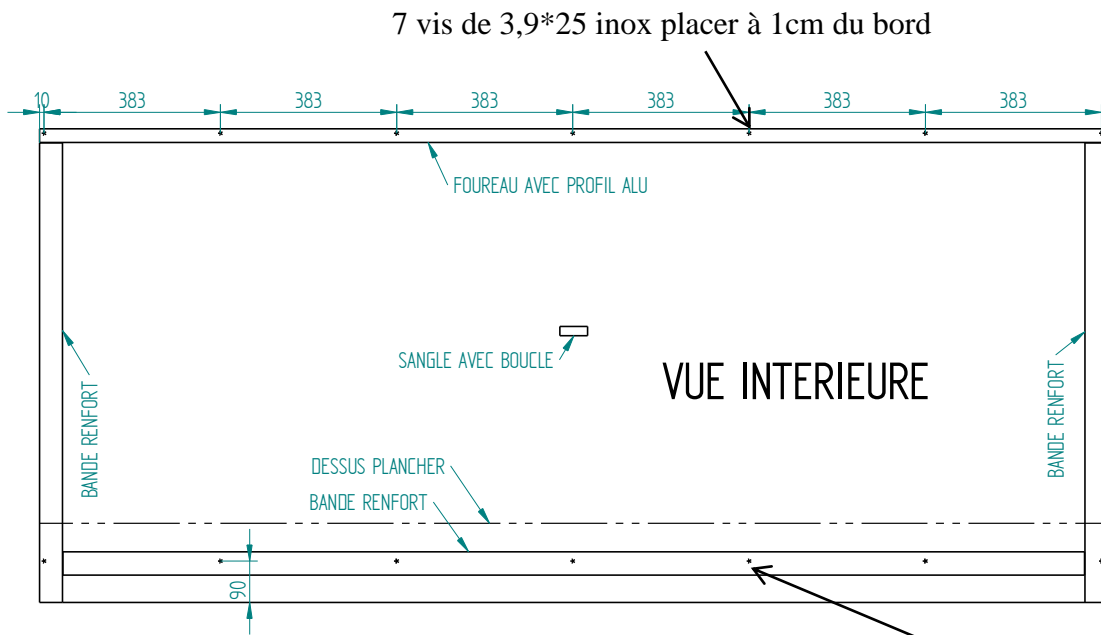 7 vis de 3,9*25 inox placer à 1cm du bord
10 383 383 383 383 383 383
FOUREAU AVEC PROFIL ALU
SANGLE AVEC BOUCLE
VUE INTERIEURE
BANDE RENFORT
BANDE RENFORT
DESSUS PLANCHER
BANDE RENFORT
90